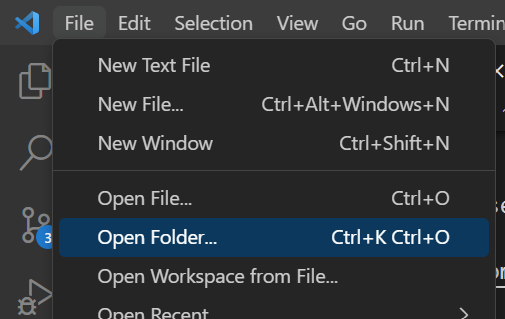 File Edit Selection View Go Run Termin
New Text File Ctrl+N
New File... Ctrl+Alt+Windows+N
New Window Ctrl+Shift+N
Open File... Ctrl+O
Open Folder... Ctrl+K Ctrl+O
3
Open Workspace from File...
Open Recent